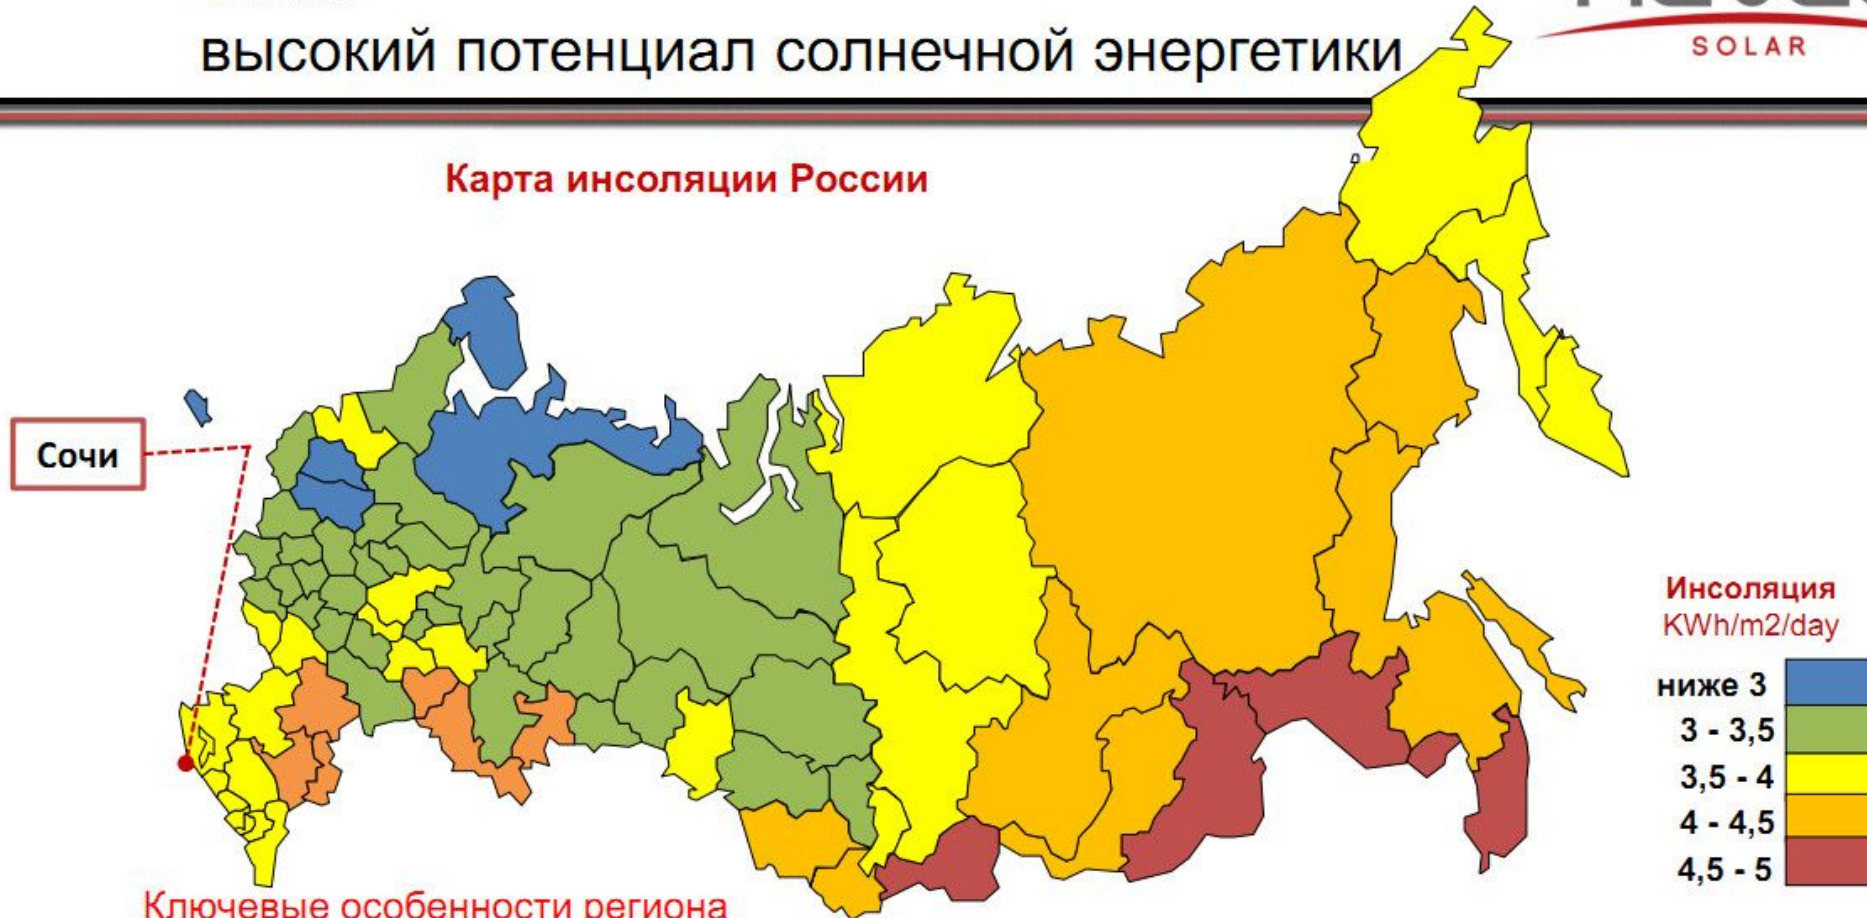 высокий потенциал солнечной энергетики
SOLAR
Карта инсоляции России
Сочи
Инсоляция
KWh/m2/day
ниже 3
3 - 3,5
3,5 - 4
4 - 4,5
4,5 - 5
Ключевые особенности региона